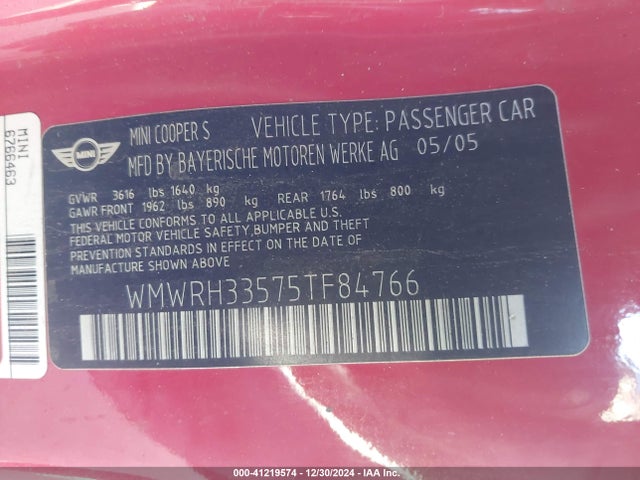 MINI
6766463
MINI
MINI COOPER S VEHICLE TYPE: PASSENGER CAR
MFD BY BAYERISCHE MOTOREN WERKE AG 05/05
GVWR 3616 lbs 1640 kg
GAWR FRONT 1962 lbs 890 kg REAR 1764 lbs 800 kg
THIS VEHICLE CONFORMS TO ALL APPLICABLE U.S.
FEDERAL MOTOR VEHICLE SAFETY,BUMPER AND THEFT
PREVENTION STANDARDS IN EFFECT ON THE DATE OF
MANUFACTURE SHOWN ABOVE.
WMWRH33575TF84766
000-41219574 - 12/30/2024 - IAA Inc.